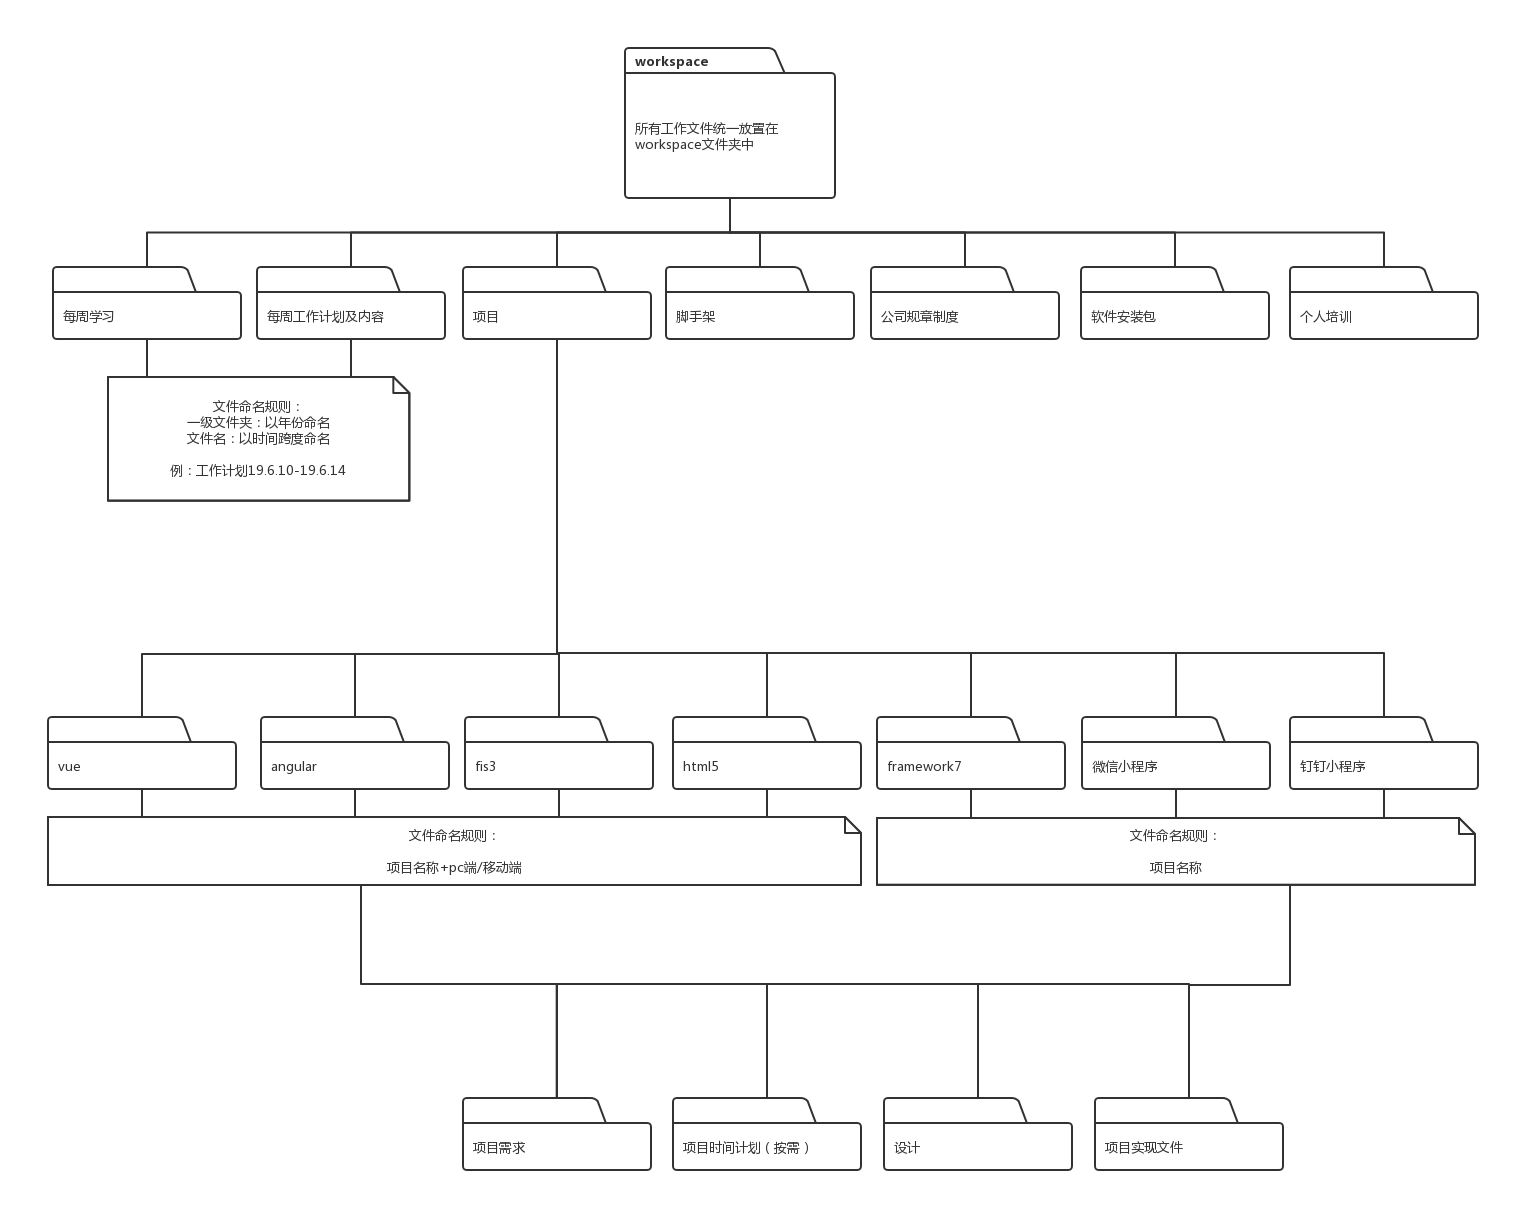 workspace
所有工作文件统一放置在
workspace文件夹中
每周学习
每周工作计划及内容
项目
脚手架
公司规章制度
软件安装包
个人培训
文件命名规则：
一级文件夹：以年份命名
文件名：以时间跨度命名
例：工作计划19.6.10-19.6.14
vue
angular
fis3
html5
framework7
微信小程序
钉钉小程序
文件命名规则：
项目名称+pc端/移动端
文件命名规则：
项目名称
项目需求
项目时间计划（按需）
设计
项目实现文件